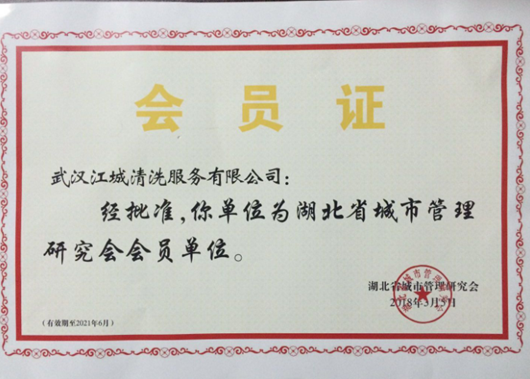 会员证
武汉江城清洗服务有限公司：
经批准，你单位为湖北省城市管理
研究会会员单位。
湖北省城市管理研究会
2018年3月5日
（有效期至2021年6月）